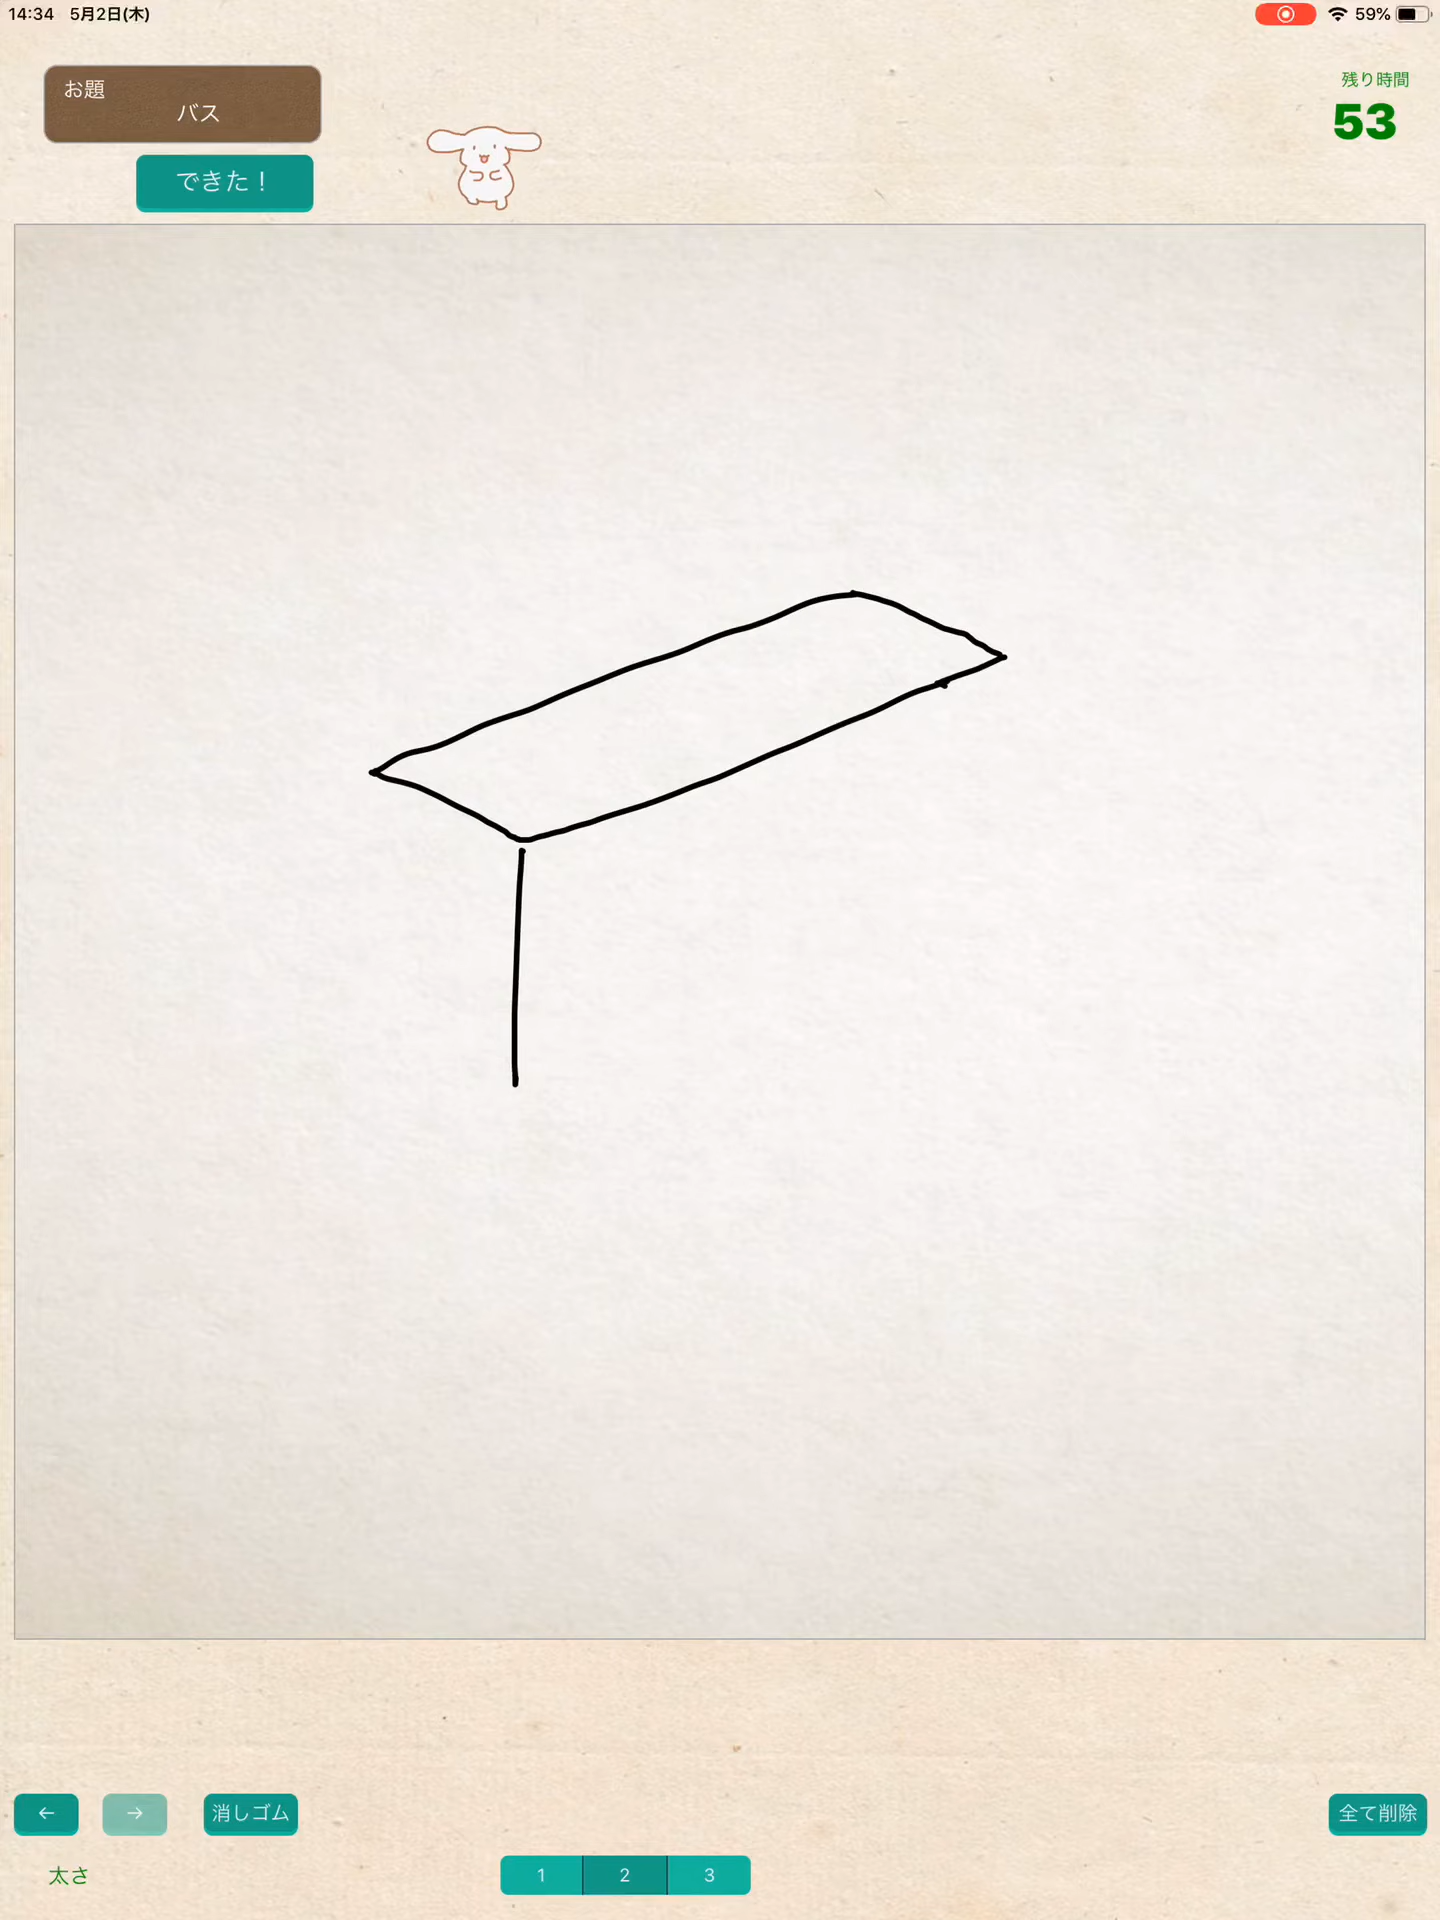 14:34 5月2日(木)
59%
お題
バス
できた！
残り時間
53
← → 消しゴム
全て削除
太さ
1 2 3